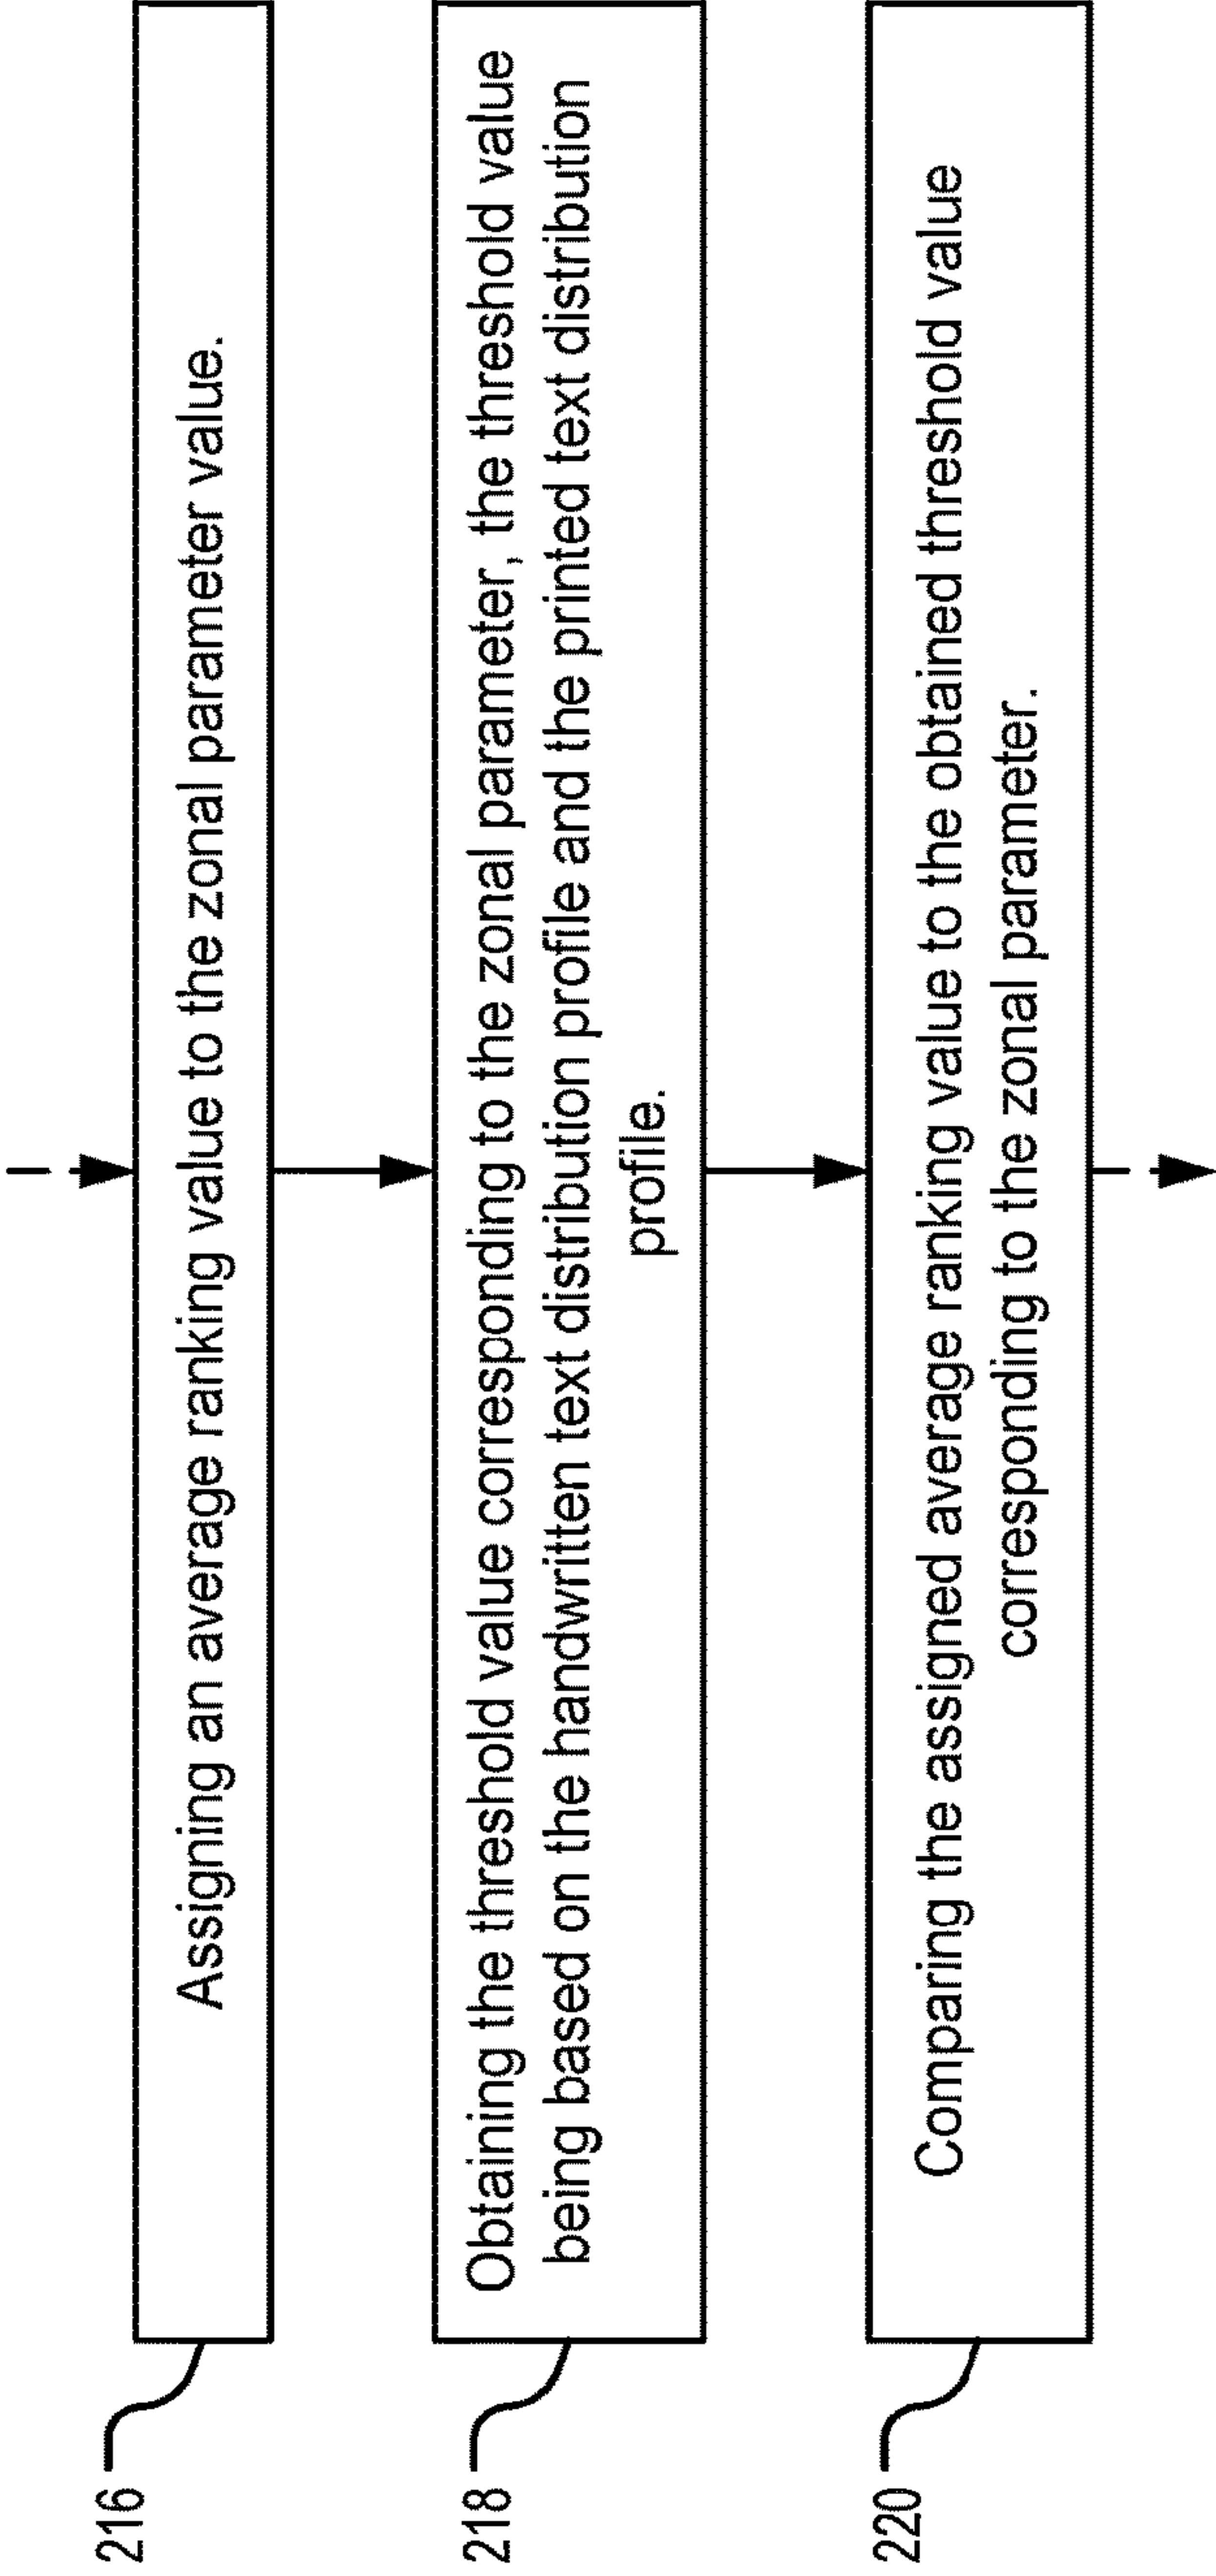 216
Assigning an average ranking value to the zonal parameter value.
218
Obtaining the threshold value corresponding to the zonal parameter, the threshold value
being based on the handwritten text distribution profile and the printed text distribution
profile.
220
Comparing the assigned average ranking value to the obtained threshold value
corresponding to the zonal parameter.